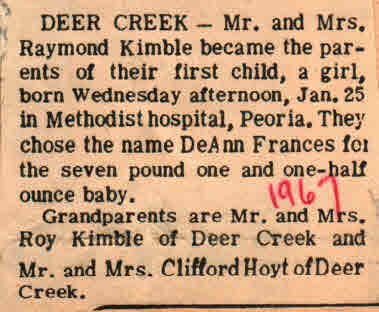 DEER CREEK — Mr. and Mrs.
Raymond Kimble became the par-
ents of their first child, a girl,
born Wednesday afternoon, Jan. 25
in Methodist hospital, Peoria. They
chose the name DeAnn Frances for
the seven pound one and one-half
ounce baby.
1967
Grandparents are Mr. and Mrs.
Roy Kimble of Deer Creek and
Mr. and Mrs. Clifford Hoyt of Deer
Creek.